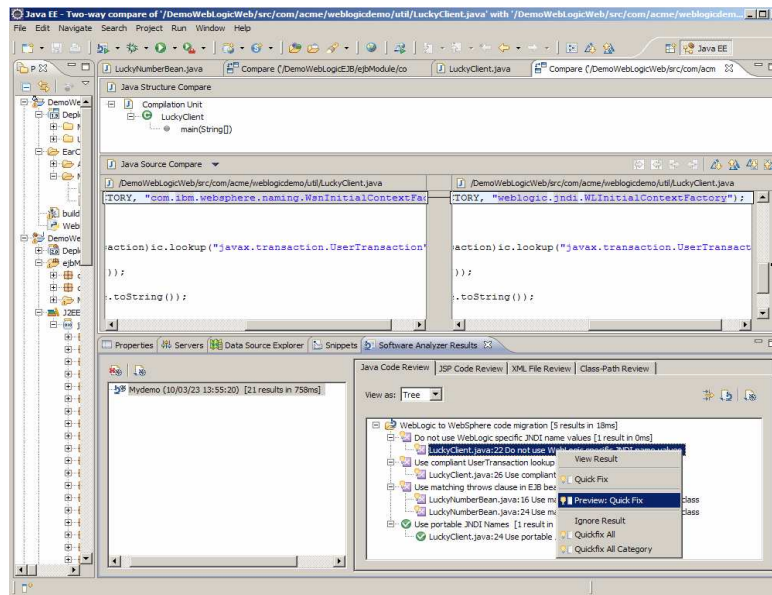 Java EE - Two-way compare of '/DemoWebLogicWeb/src/com/acme/weblogicdemo/util/LuckyClient.java' with '/DemoWebLogicWeb/src/com/acme/weblogicdem...
File Edit Navigate Search Project Run Window Help
Java EE
P
LuckyNumberBean.java
Compare ('/DemoWebLogicEJB/ejbModule/co
LuckyClient.java
Compare ('/DemoWebLogicWeb/src/com/acm
Java Structure Compare
Compilation Unit
LuckyClient
main(String[])
DemoWe
Depl
EarC
build
Web
DemoWe
Depl
ejbM
J2EE
Java Source Compare
/DemoWebLogicWeb/src/com/acme/weblogicdemo/util/LuckyClient.java
/DemoWebLogicWeb/src/com/acme/weblogicdemo/util/LuckyClient.java
TORY, "com.ibm.websphere.naming.WsnInitialContextFac
TORY, "weblogic.jndi.WLInitialContextFactory");
action)ic.lookup("javax.transaction.UserTransaction"
action)ic.lookup("javax.transaction.UserTransact
));
));
.toString());
.toString());
Properties
Servers
Data Source Explorer
Snippets
Software Analyzer Results
Mydemo (10/03/23 13:55:20) [21 results in 758ms]
Java Code Review
JSP Code Review
XML File Review
Class-Path Review
View as: Tree
WebLogic to WebSphere code migration [5 results in 18ms]
Do not use WebLogic specific JNDI name values [1 result in 0ms]
LuckyClient.java:22 Do not use WebLogic specific JNDI name values
Use compliant UserTransaction lookup
LuckyClient.java:26 Use compliant
Use matching throws clause in EJB bea
LuckyNumberBean.java:16 Use ma
class
LuckyNumberBean.java:24 Use ma
class
Use portable JNDI Names [1 result in
LuckyClient.java:24 Use portable
View Result
Quick Fix
Preview: Quick Fix
Ignore Result
Quickfix All
Quickfix All Category